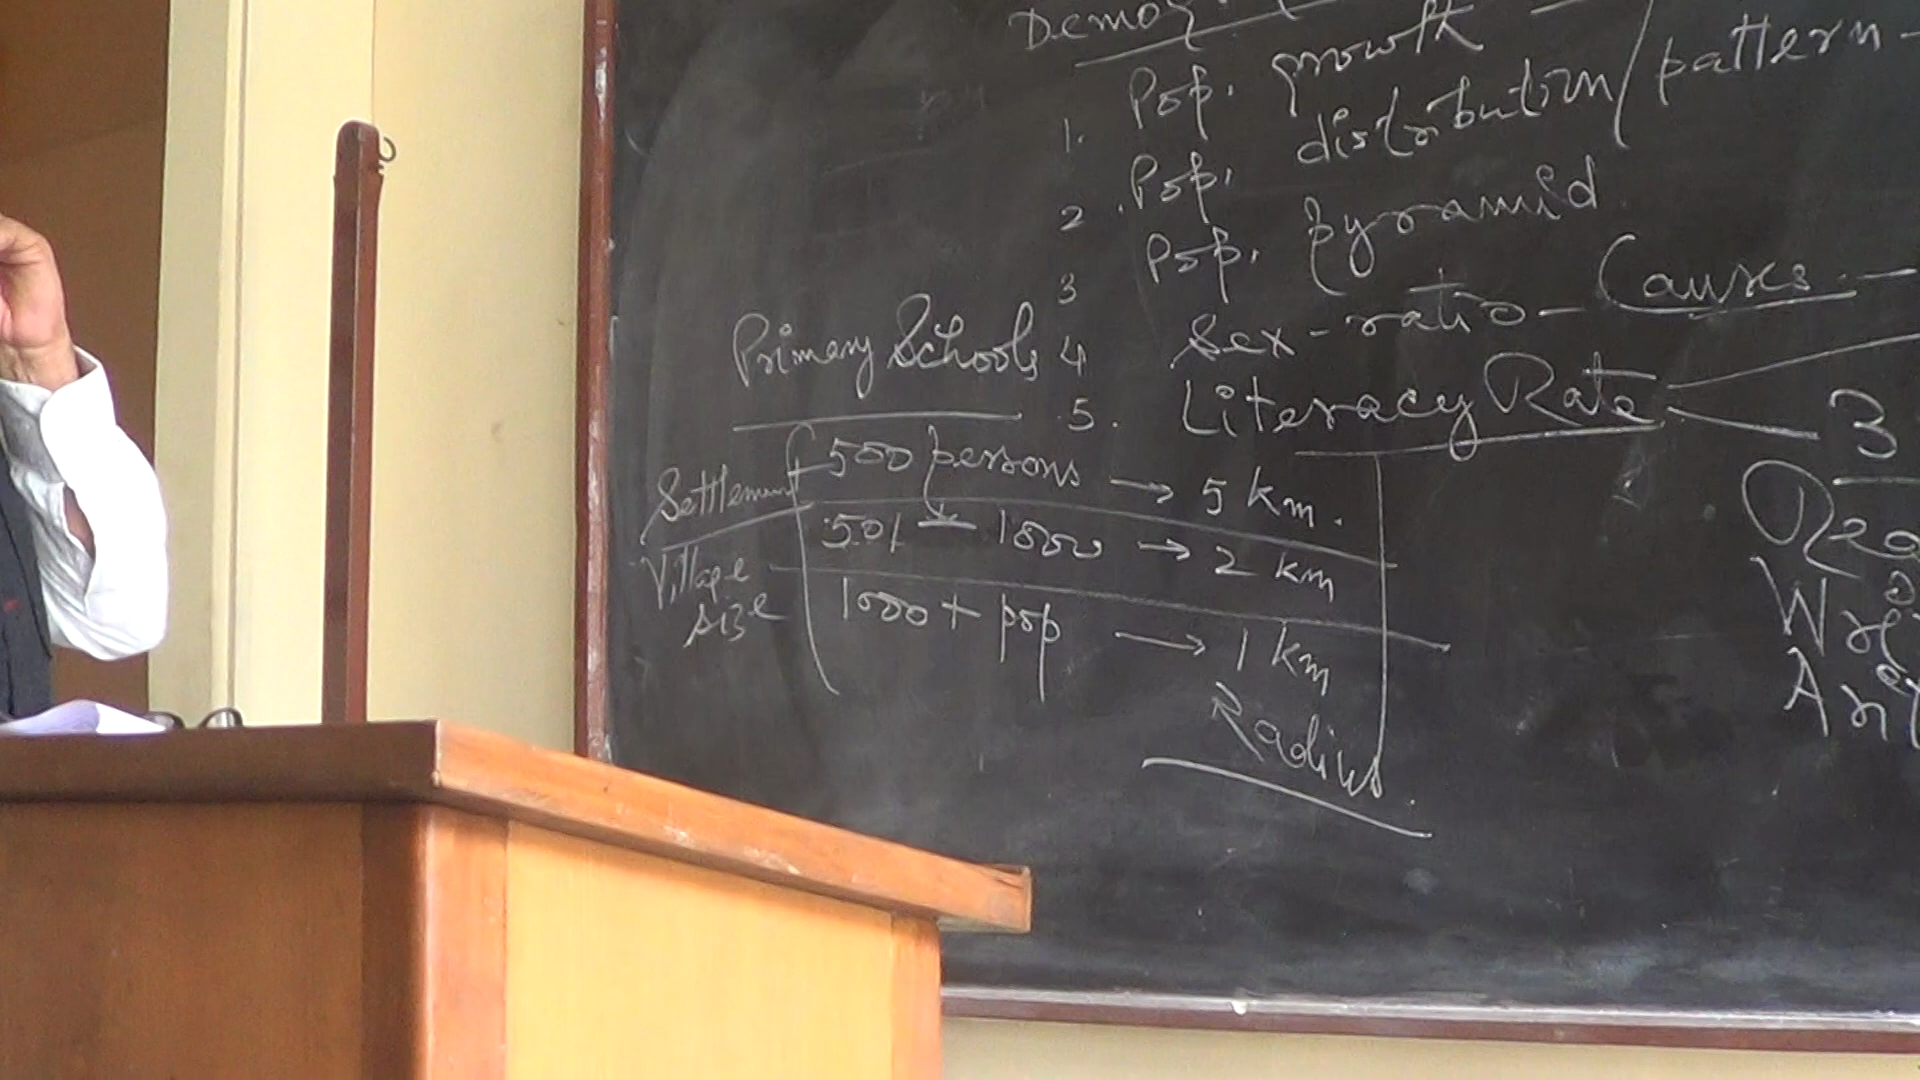 1. Pop. growth
2. Pop. distribution/pattern -
3 Pop. pyramid
4 Sex-ratio - Causes -
5. Literacy Rate 3
Primary Schools
Settlement
Village size
500 persons → 5 km.
501 - 1000 → 2 km
1000+ pop → 1 km
Radius